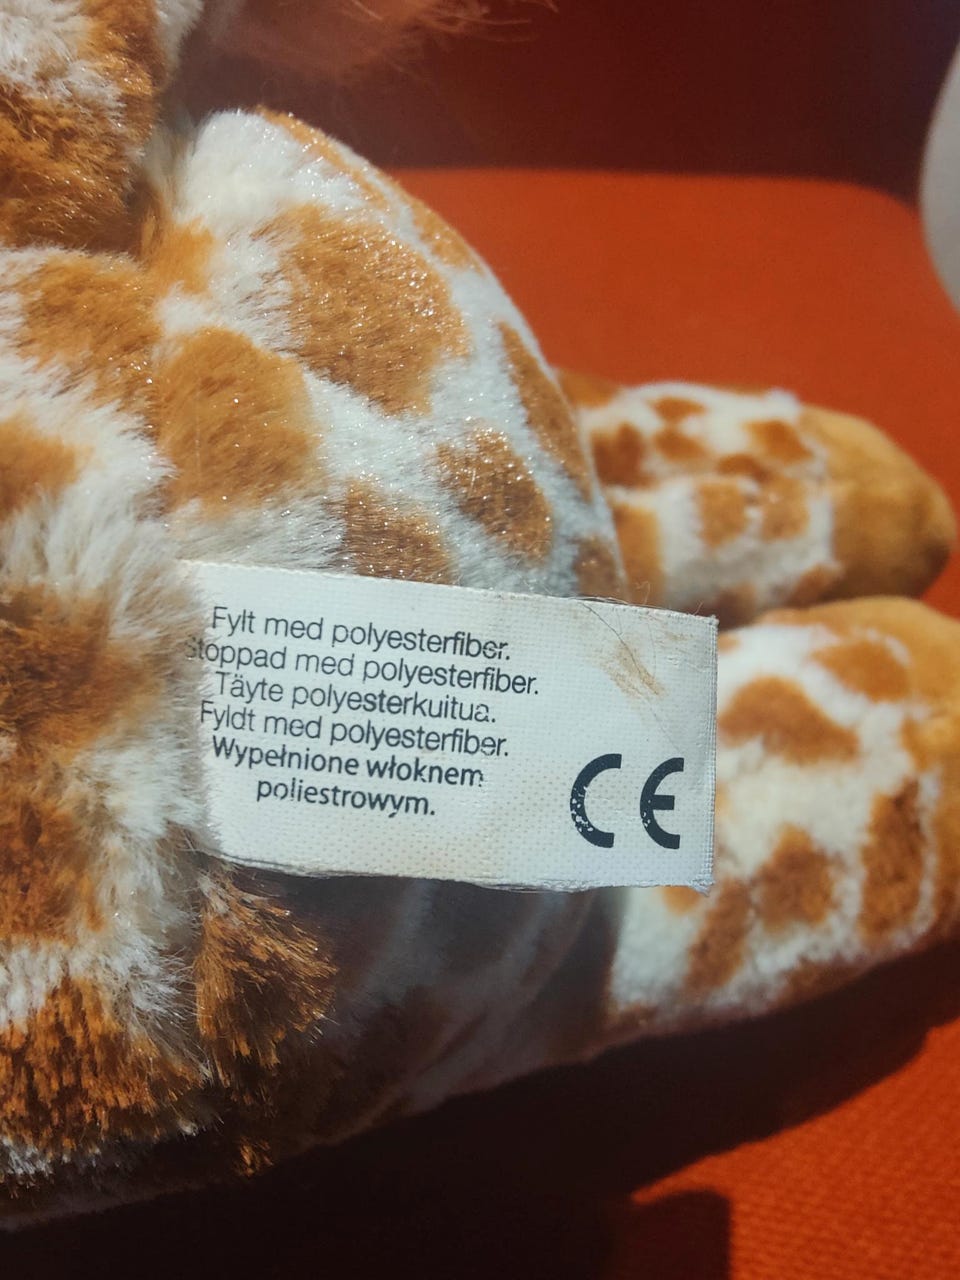 Fylt med polyesterfiber.
Stoppad med polyesterfiber.
Täyte polyesterkuitua.
Fyldt med polyesterfiber.
Wypełnione włoknem
poliestrowym.
CE